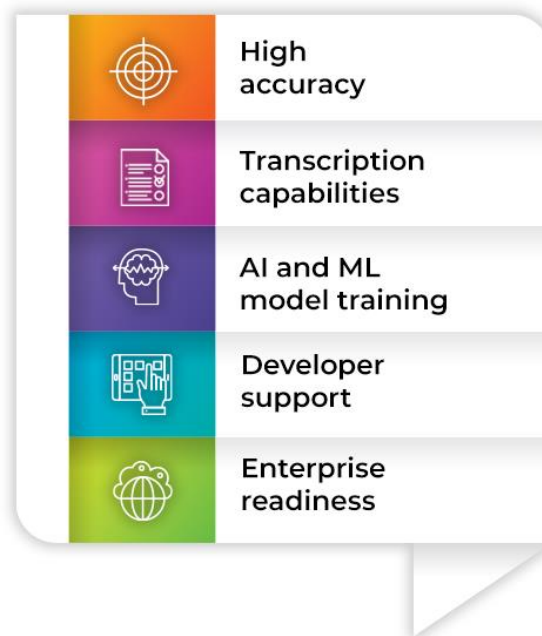 High
accuracy
Transcription
capabilities
AI and ML
model training
Developer
support
Enterprise
readiness